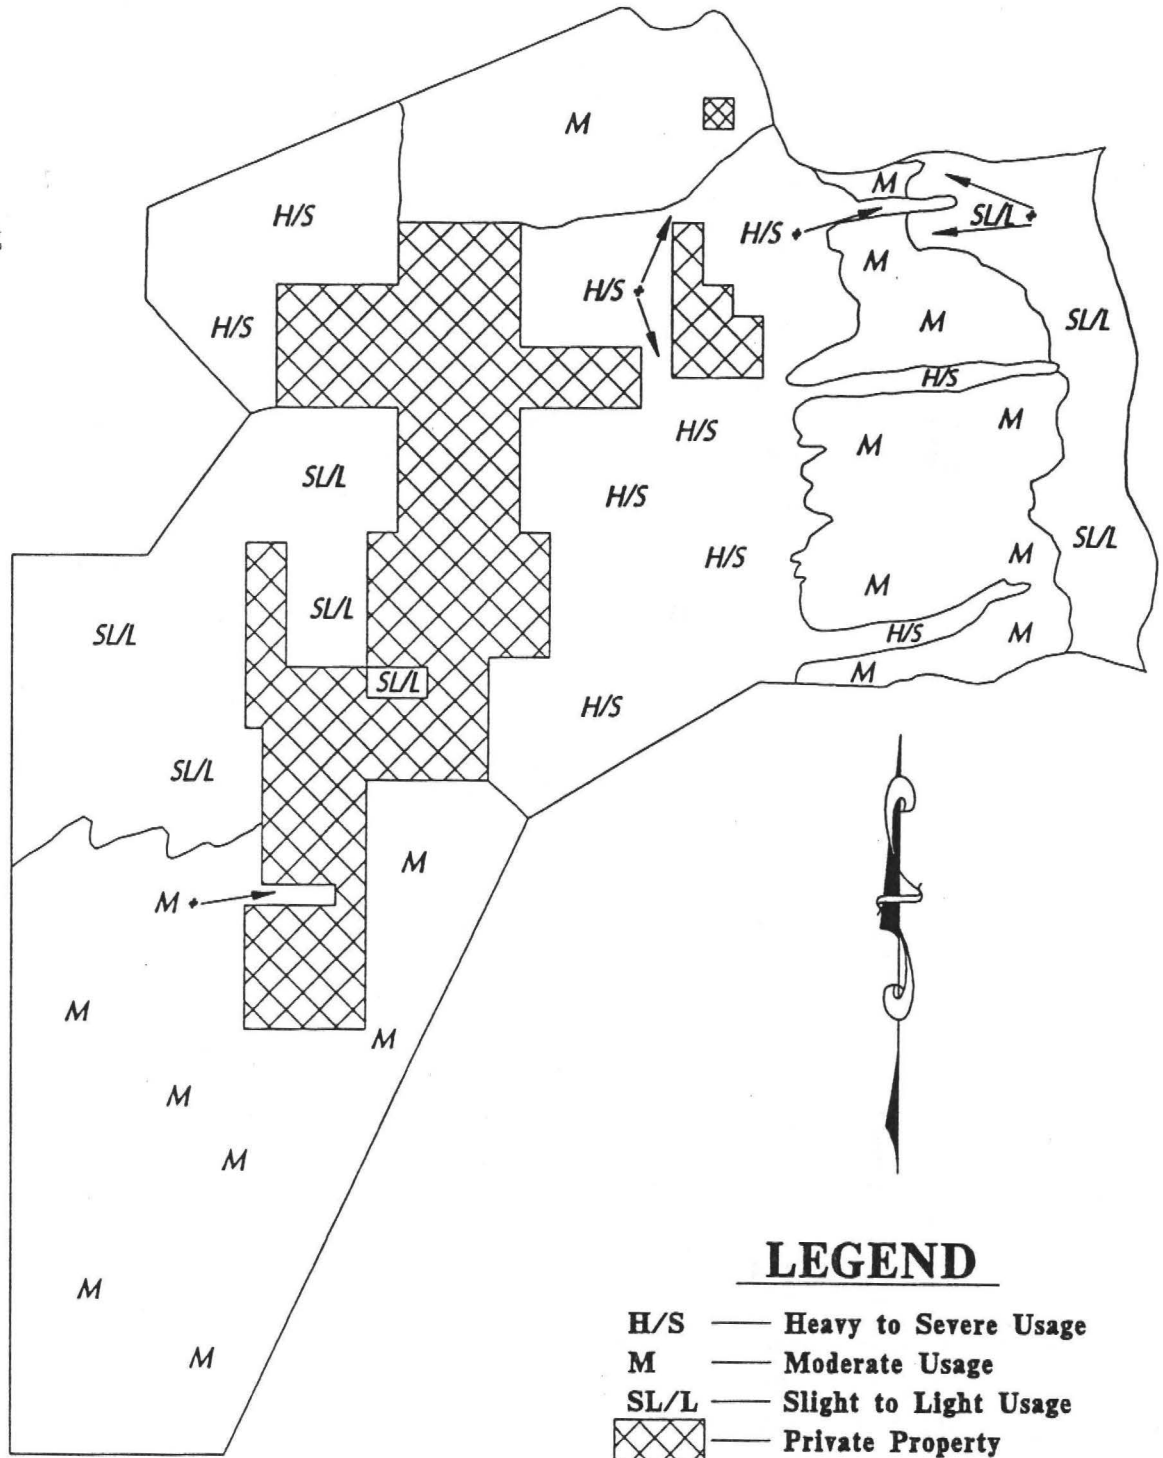 M
M
H/S
H/S
SL/L
M
H/S
H/S
SL/L
H/S
M
H/S
M
H/S
M
H/S
SL/L
H/S
SL/L
H/S
M
M
SL/L
SL/L
M
H/S
M
SL/L
M
H/S
SL/L
M
M
M
M
M
M
M
M
LEGEND
H/S — Heavy to Severe Usage
M — Moderate Usage
SL/L — Slight to Light Usage
— Private Property